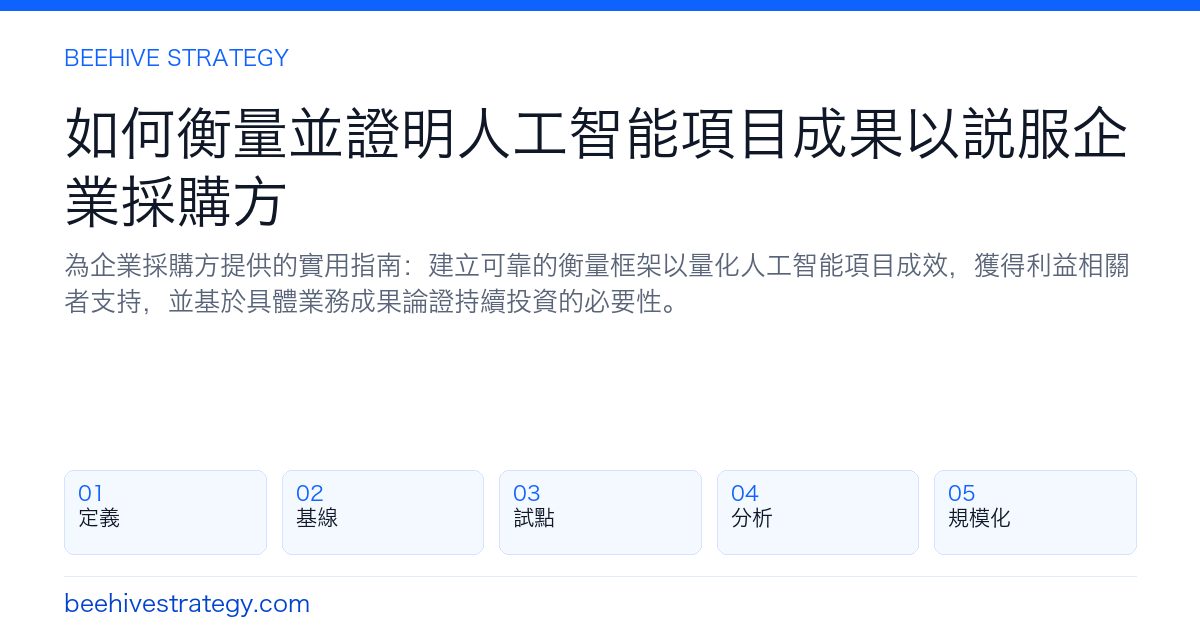 BEEHIVE STRATEGY
如何衡量並證明人工智能項目成果以説服企
業採購方
為企業採購方提供的實用指南：建立可靠的衡量框架以量化人工智能項目成效，獲得利益相關
者支持，並基於具體業務成果論證持續投資的必要性。
01
定義
02
基線
03
試點
04
分析
05
規模化
beehivestrategy.com